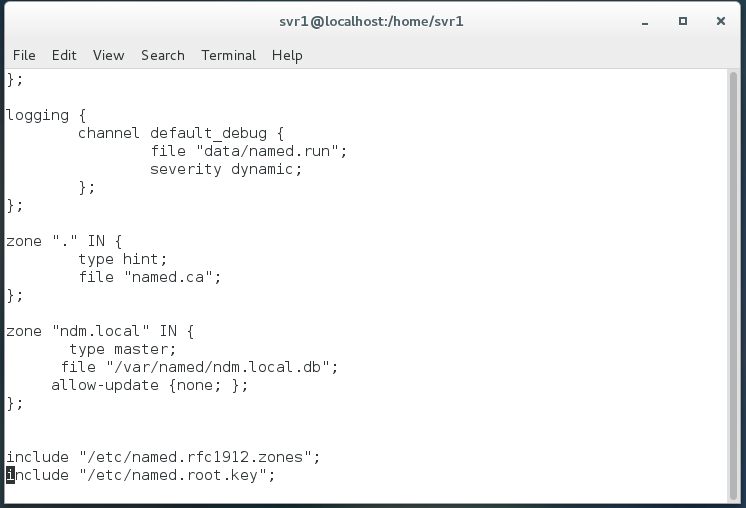 svr1@localhost:/home/svr1
File Edit View Search Terminal Help
};
logging {
        channel default_debug {
                file "data/named.run";
                severity dynamic;
        };
};
zone "." IN {
        type hint;
        file "named.ca";
};
zone "ndm.local" IN {
       type master;
      file "/var/named/ndm.local.db";
     allow-update {none; };
};
include "/etc/named.rfc1912.zones";
include "/etc/named.root.key";